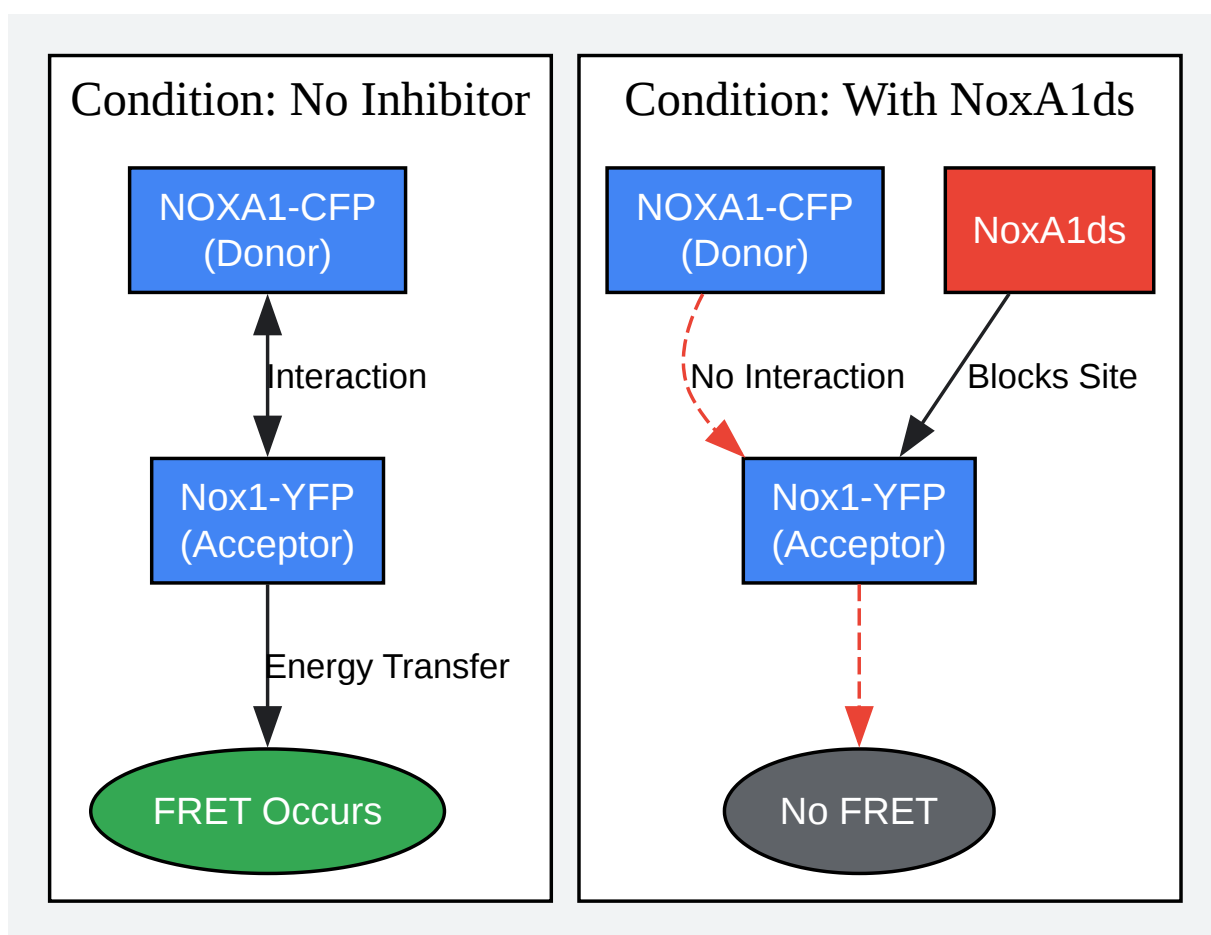 Condition: No Inhibitor
NOXA1-CFP
(Donor)
Interaction
Nox1-YFP
(Acceptor)
Energy Transfer
FRET Occurs
Condition: With NoxA1ds
NOXA1-CFP
(Donor)
NoxA1ds
No Interaction
Blocks Site
Nox1-YFP
(Acceptor)
No FRET